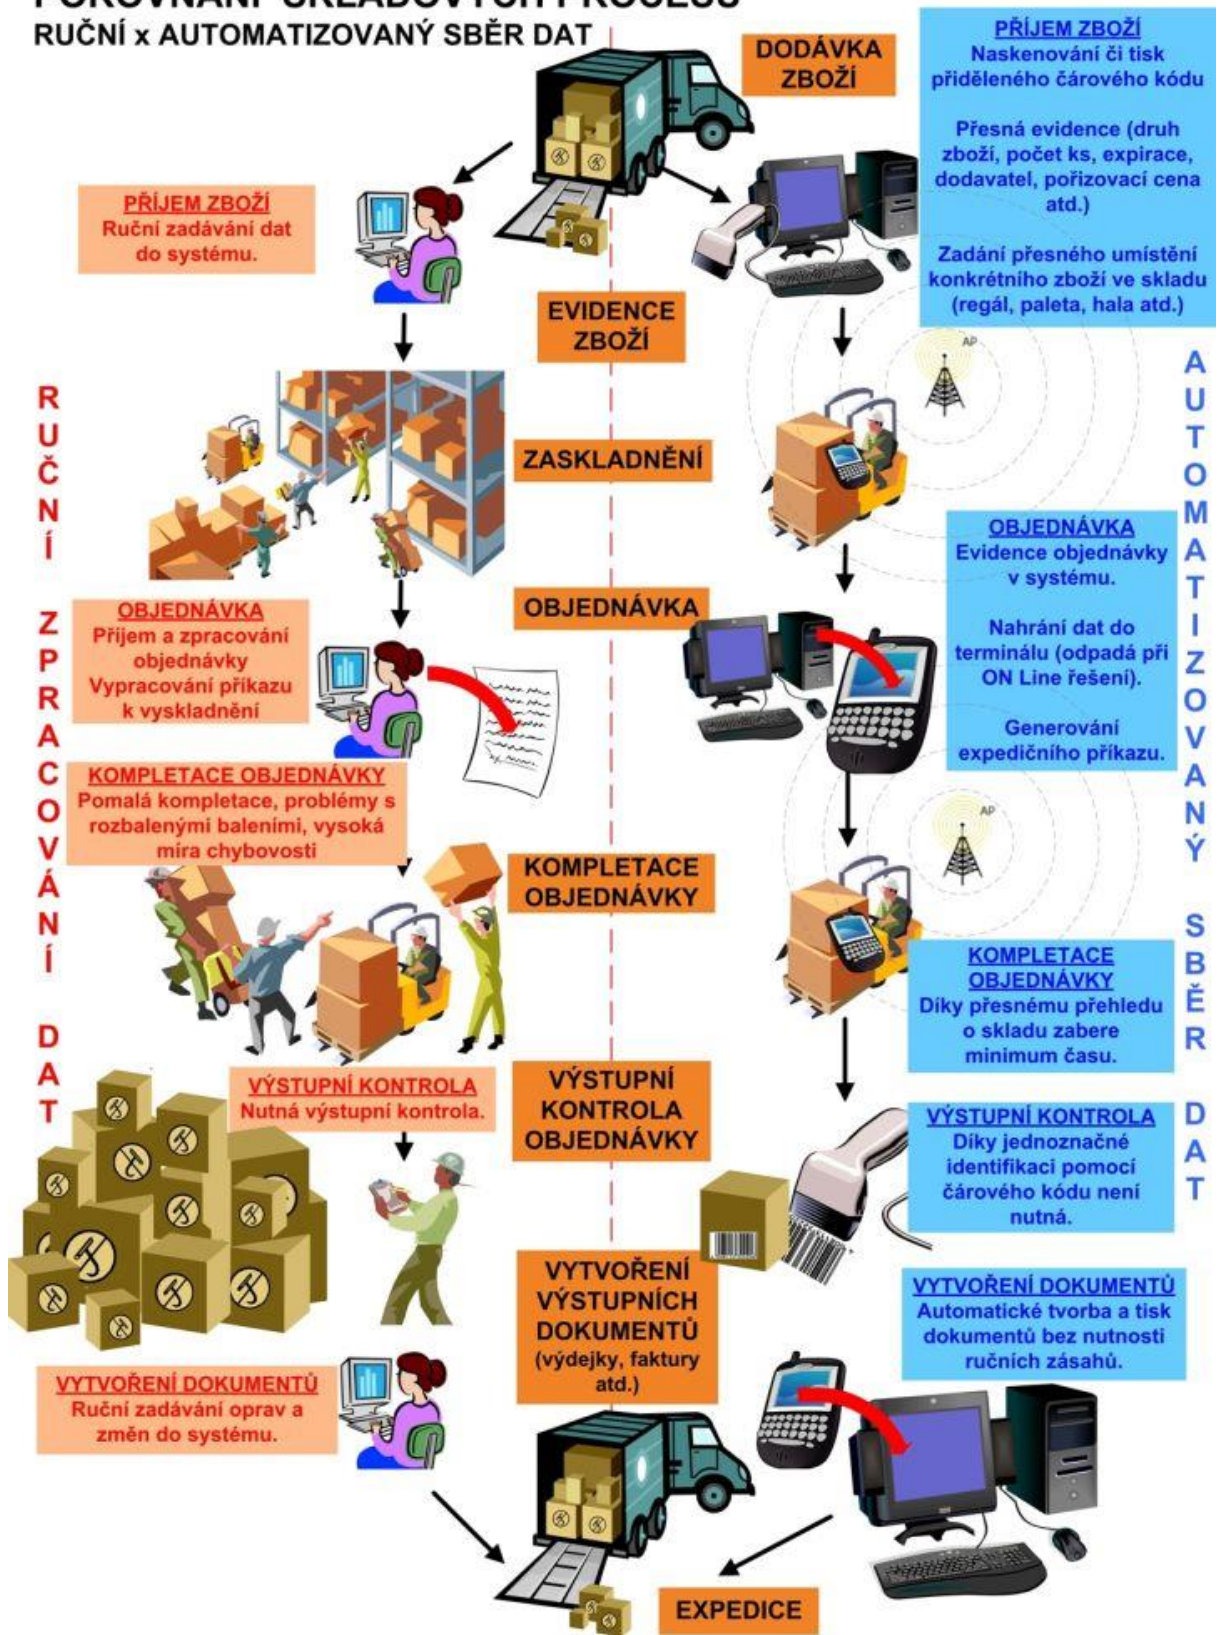 POROVNÁNÍ SKLADOVÝCH PROCESŮ
RUČNÍ x AUTOMATIZOVANÝ SBĚR DAT
DODÁVKA
ZBOŽÍ
PŘÍJEM ZBOŽÍ
Naskenování či tisk
přiděleného čárového kódu
Přesná evidence (druh
zboží, počet ks, expirace,
dodavatel, pořizovací cena
atd.)
Zadání přesného umístění
konkrétního zboží ve skladu
(regál, paleta, hala atd.)
PŘÍJEM ZBOŽÍ
Ruční zadávání dat
do systému.
EVIDENCE
ZBOŽÍ
AP
RUČNÍ ZPRACOVÁNÍ DAT
AUTOMATIZOVANÝ SBĚR DAT
ZASKLADNĚNÍ
OBJEDNÁVKA
Evidence objednávky
v systému.
Nahrání dat do
terminálu (odpadá při
ON Line řešení).
Generování
expedičního příkazu.
OBJEDNÁVKA
OBJEDNÁVKA
Příjem a zpracování
objednávky
Vypracování příkazu
k vyskladnění
KOMPLETACE OBJEDNÁVKY
Pomalá kompletace, problémy s
rozbalenými baleními, vysoká
míra chybovosti
AP
KOMPLETACE
OBJEDNÁVKY
KOMPLETACE
OBJEDNÁVKY
Díky přesnému přehledu
o skladu zabere
minimum času.
VÝSTUPNÍ KONTROLA
Nutná výstupní kontrola.
VÝSTUPNÍ
KONTROLA
OBJEDNÁVKY
VÝSTUPNÍ KONTROLA
Díky jednoznačné
identifikaci pomocí
čárového kódu není
nutná.
VYTVOŘENÍ
VÝSTUPNÍCH
DOKUMENTŮ
(výdejky, faktury
atd.)
VYTVOŘENÍ DOKUMENTŮ
Automatické tvorba a tisk
dokumentů bez nutnosti
ručních zásahů.
VYTVOŘENÍ DOKUMENTŮ
Ruční zadávání oprav a
změn do systému.
EXPEDICE